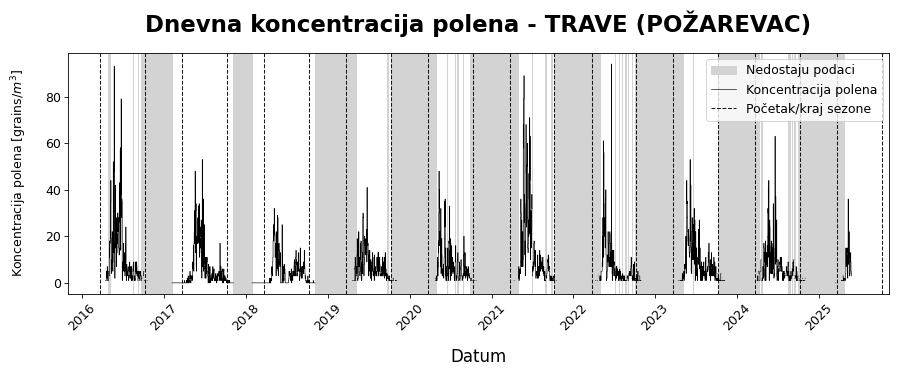 Dnevna koncentracija polena - TRAVE (POŽAREVAC)
Koncentracija polena [grains/m³]
80
60
40
20
0
Nedostaju podaci
Koncentracija polena
Početak/kraj sezone
2016
2017
2018
2019
2020
2021
2022
2023
2024
2025
Datum